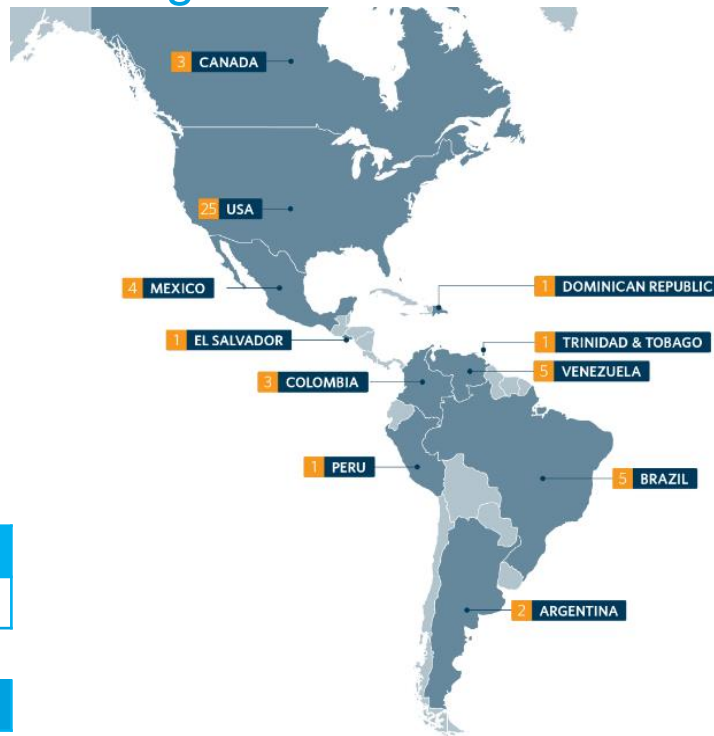 3 CANADA
25 USA
4 MEXICO
1 DOMINICAN REPUBLIC
1 EL SALVADOR
1 TRINIDAD & TOBAGO
5 VENEZUELA
3 COLOMBIA
1 PERU
5 BRAZIL
2 ARGENTINA